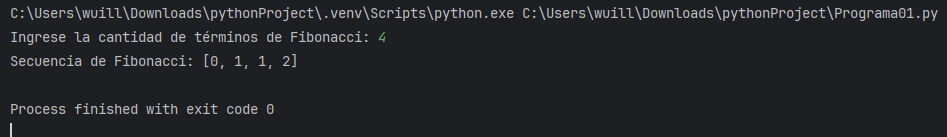 C:\Users\wuill\Downloads\pythonProject\.venv\Scripts\python.exe C:\Users\wuill\Downloads\pythonProject\Programa01.py
Ingrese la cantidad de términos de Fibonacci: 4
Secuencia de Fibonacci: [0, 1, 1, 2]
Process finished with exit code 0